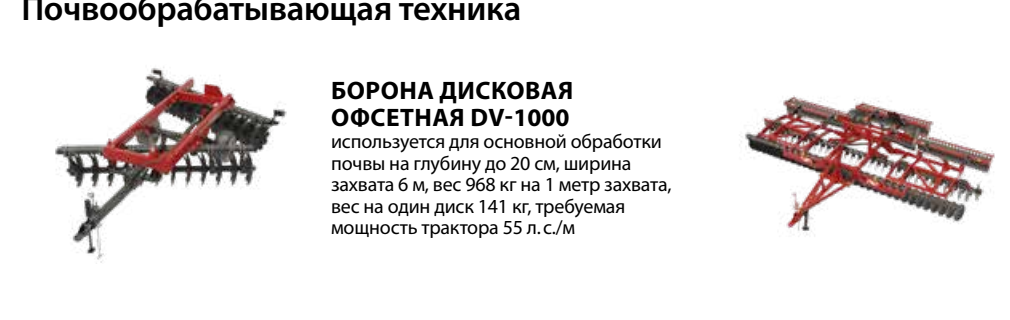 Почвообрабатывающая техника
БОРОНА ДИСКОВАЯ
ОФСЕТНАЯ DV-1000
используется для основной обработки
почвы на глубину до 20 см, ширина
захвата 6 м, вес 968 кг на 1 метр захвата,
вес на один диск 141 кг, требуемая
мощность трактора 55 л. с./м